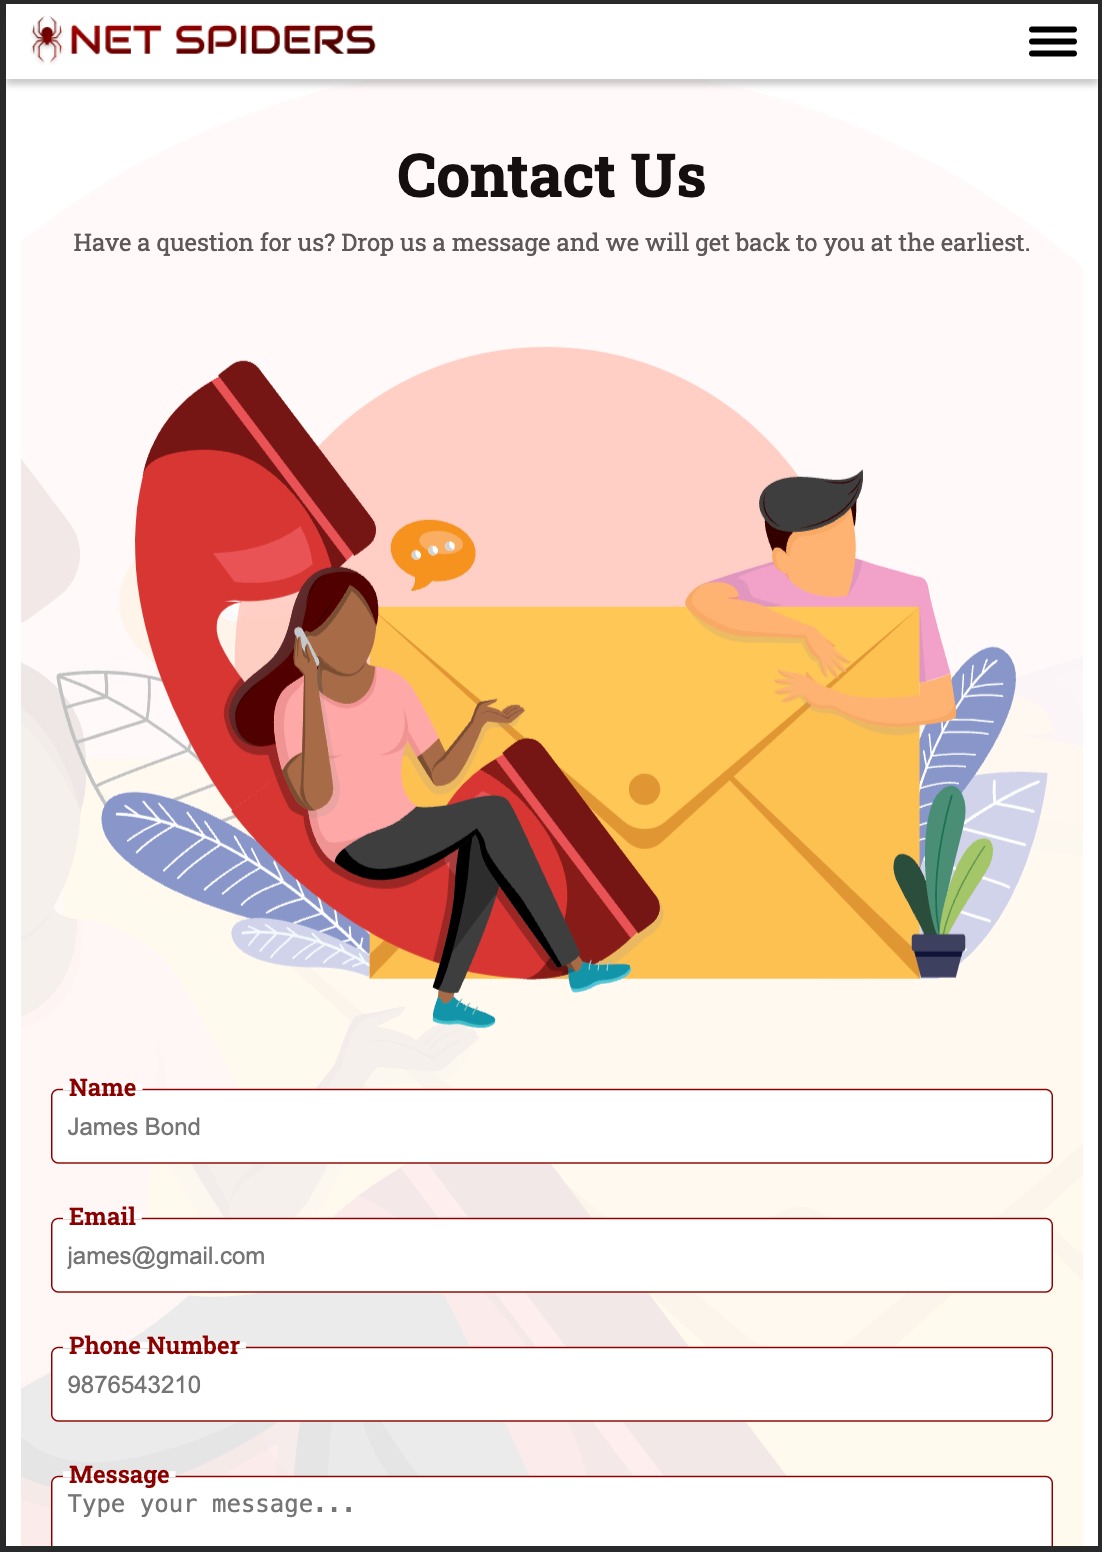 NET SPIDERS
Contact Us
Have a question for us? Drop us a message and we will get back to you at the earliest.
Name
James Bond
Email
james@gmail.com
Phone Number
9876543210
Message
Type your message...